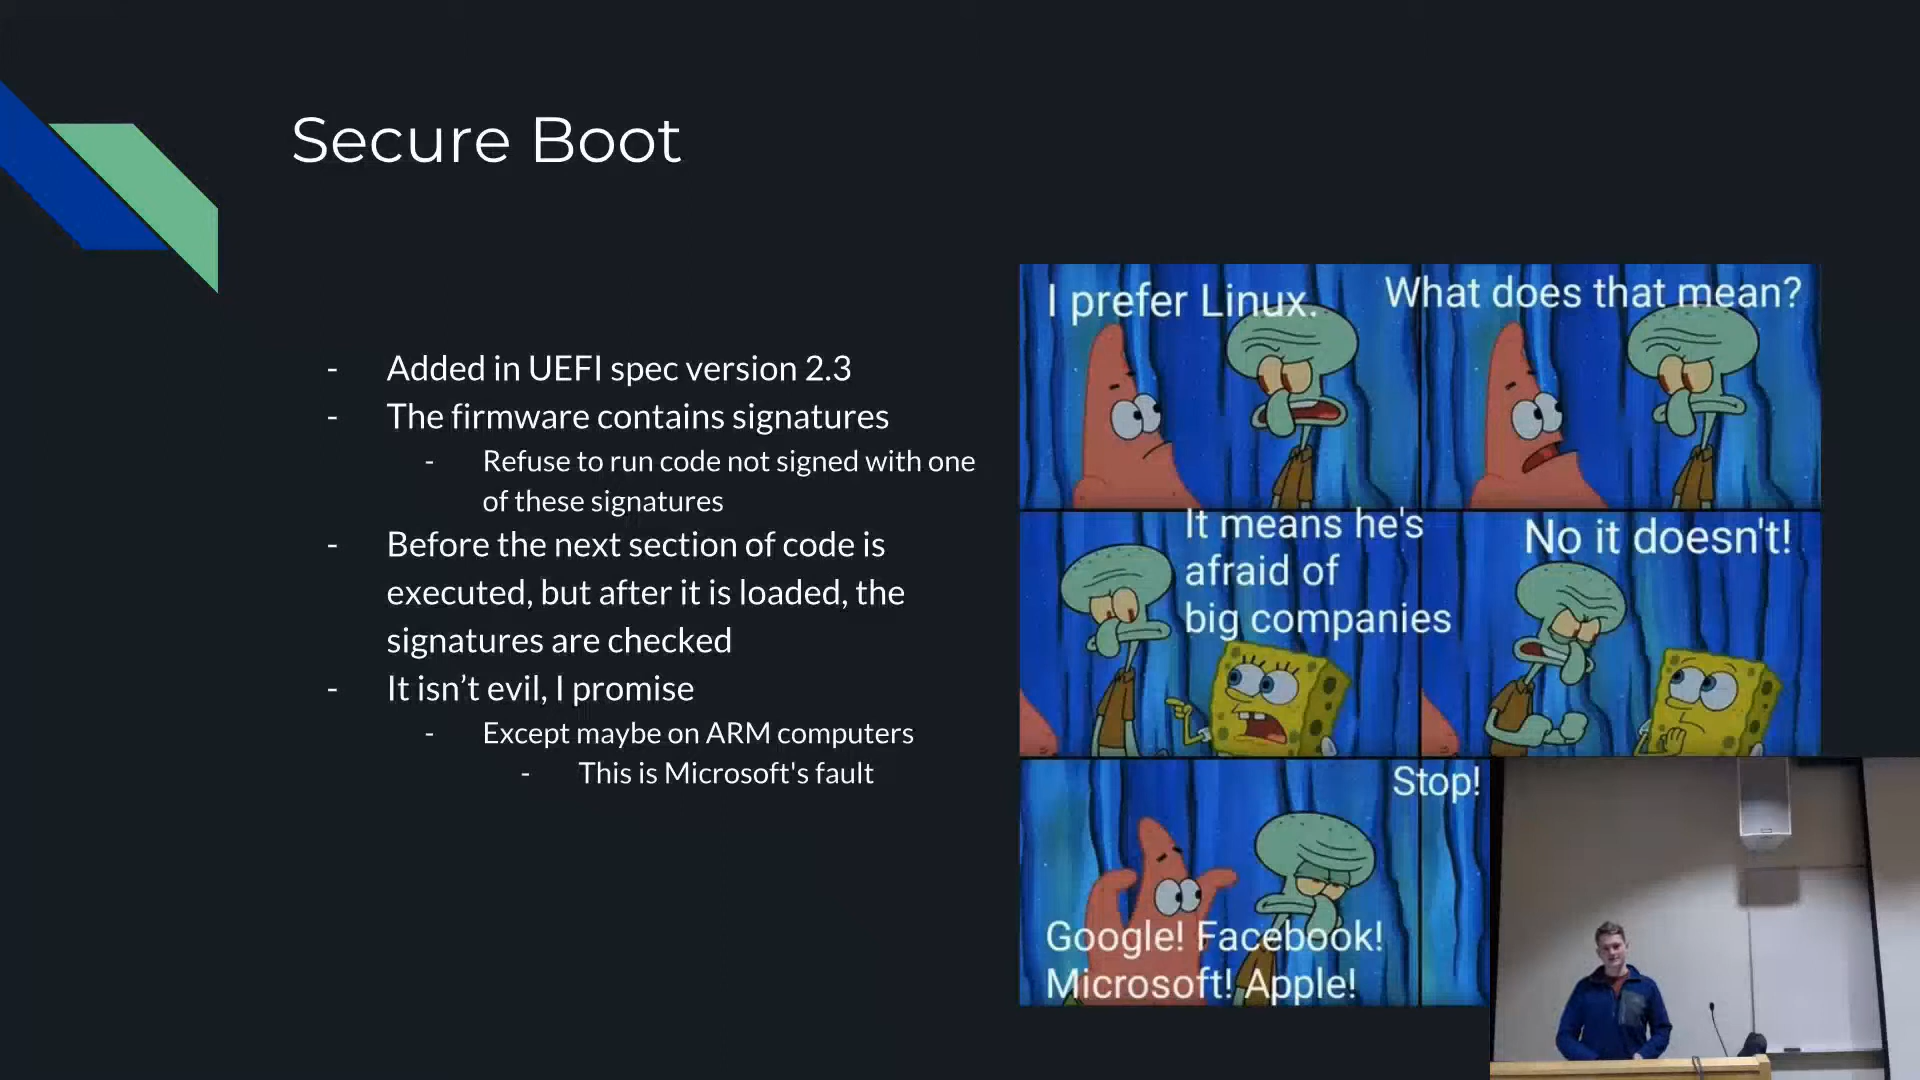 Secure Boot
- Added in UEFI spec version 2.3
- The firmware contains signatures
- Refuse to run code not signed with one
of these signatures
- Before the next section of code is
executed, but after it is loaded, the
signatures are checked
- It isn’t evil, I promise
- Except maybe on ARM computers
- This is Microsoft's fault
I prefer Linux.
What does that mean?
It means he's
afraid of
big companies
No it doesn't!
Google! Facebook!
Microsoft! Apple!
Stop!